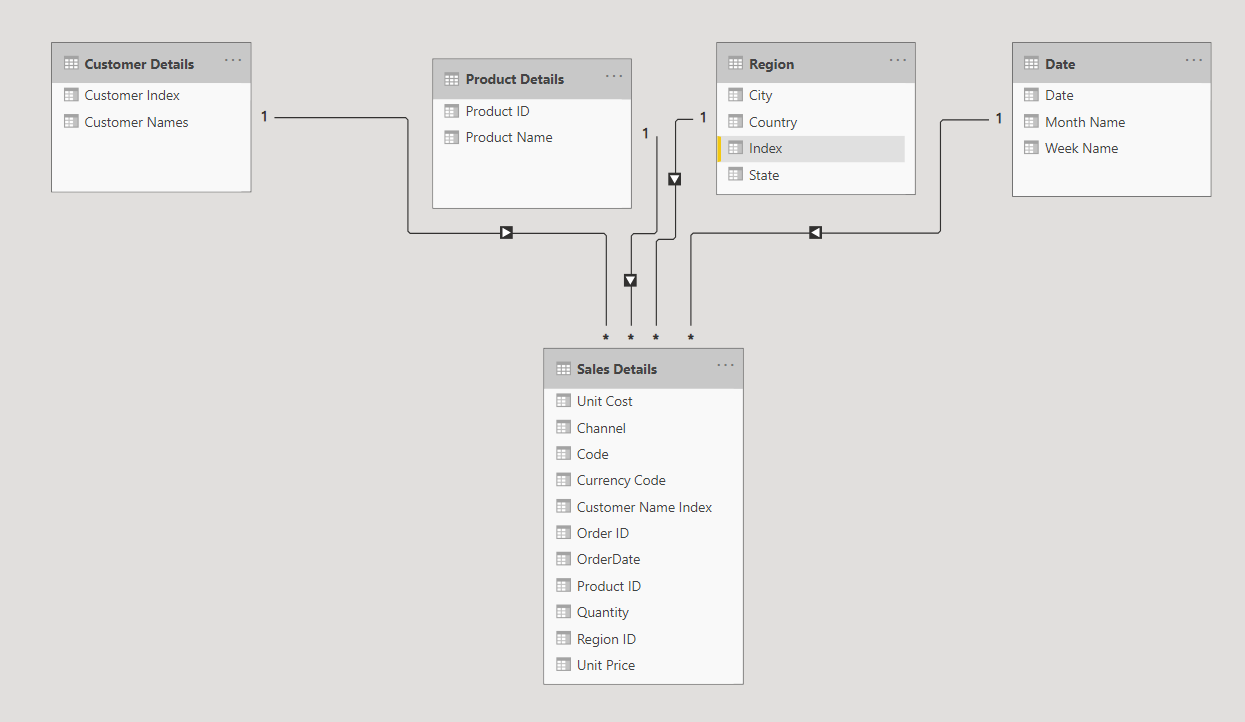 Customer Details ...
Customer Index
Customer Names
1
Product Details ...
Product ID
Product Name
1
Region ...
City
Country
Index
State
1
Date ...
Date
Month Name
Week Name
1
* * * *
Sales Details ...
Unit Cost
Channel
Code
Currency Code
Customer Name Index
Order ID
OrderDate
Product ID
Quantity
Region ID
Unit Price